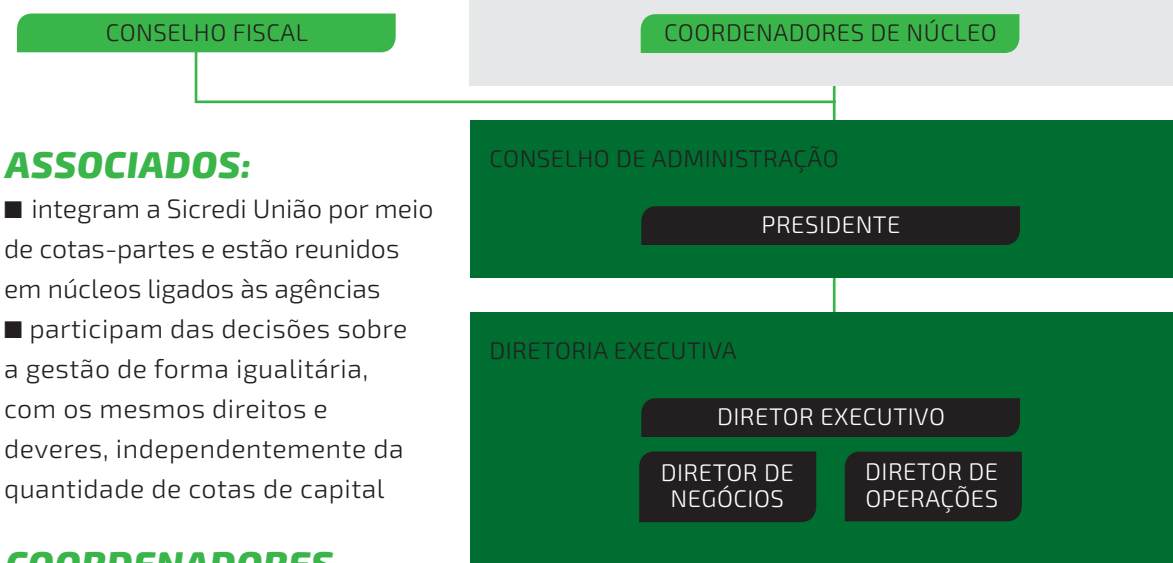 CONSELHO FISCAL
COORDENADORES DE NÚCLEO
ASSOCIADOS:
■ integram a Sicredi União por meio
de cotas-partes e estão reunidos
em núcleos ligados às agências
■ participam das decisões sobre
a gestão de forma igualitária,
com os mesmos direitos e
deveres, independentemente da
quantidade de cotas de capital
COORDENADORES
CONSELHO DE ADMINISTRAÇÃO
PRESIDENTE
DIRETORIA EXECUTIVA
DIRETOR EXECUTIVO
DIRETOR DE
NEGÓCIOS
DIRETOR DE
OPERAÇÕES